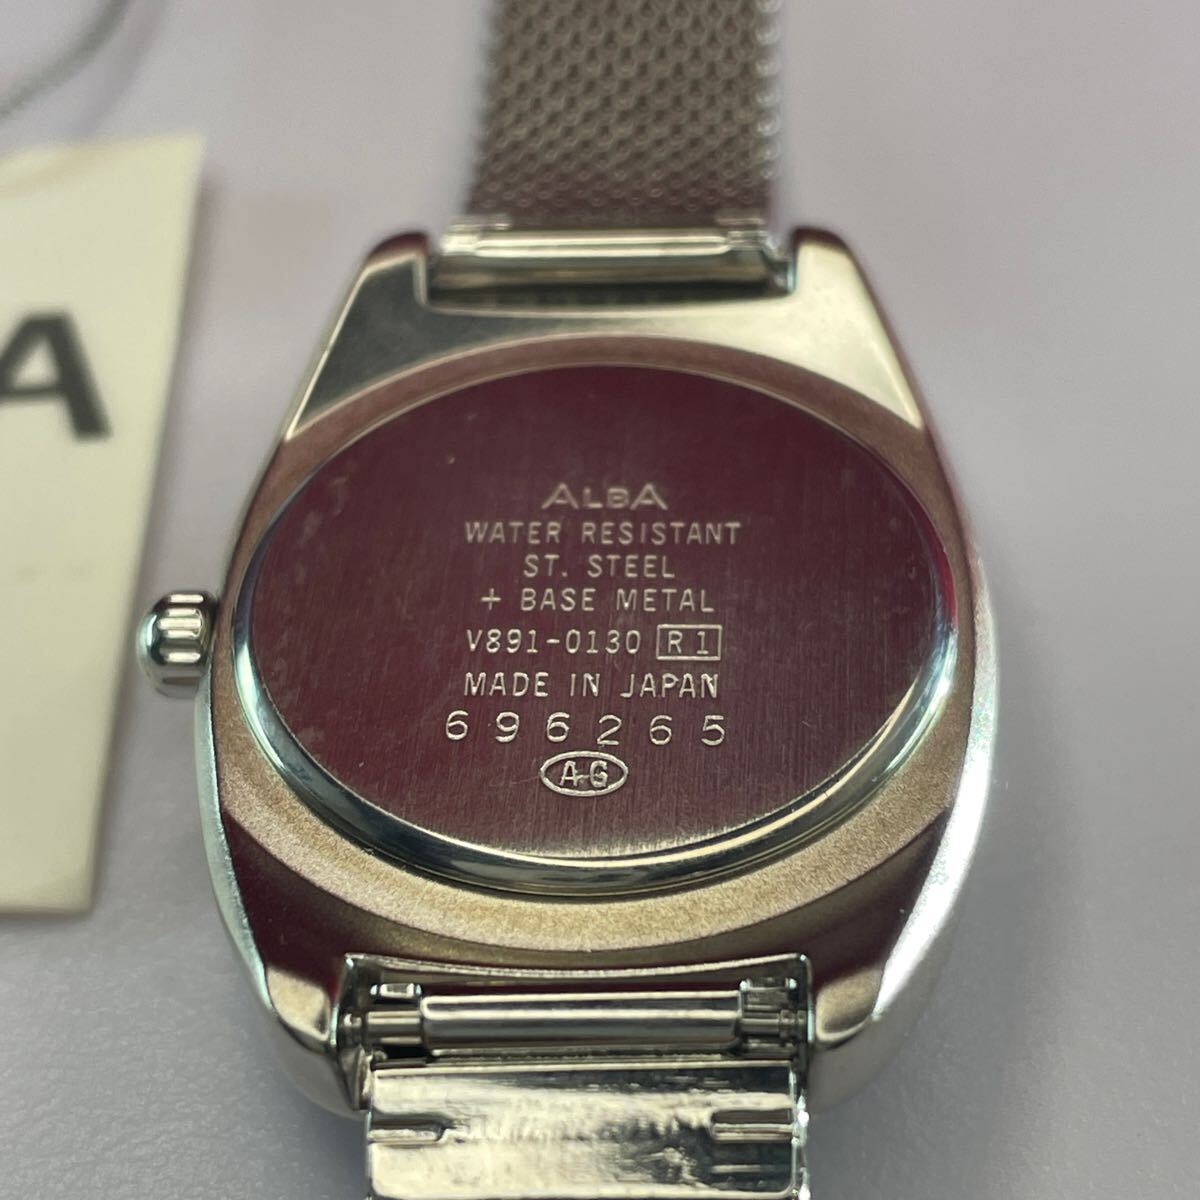 A
ALBA
WATER RESISTANT
ST. STEEL
+ BASE METAL
V891-0130 R1
MADE IN JAPAN
696265
AG